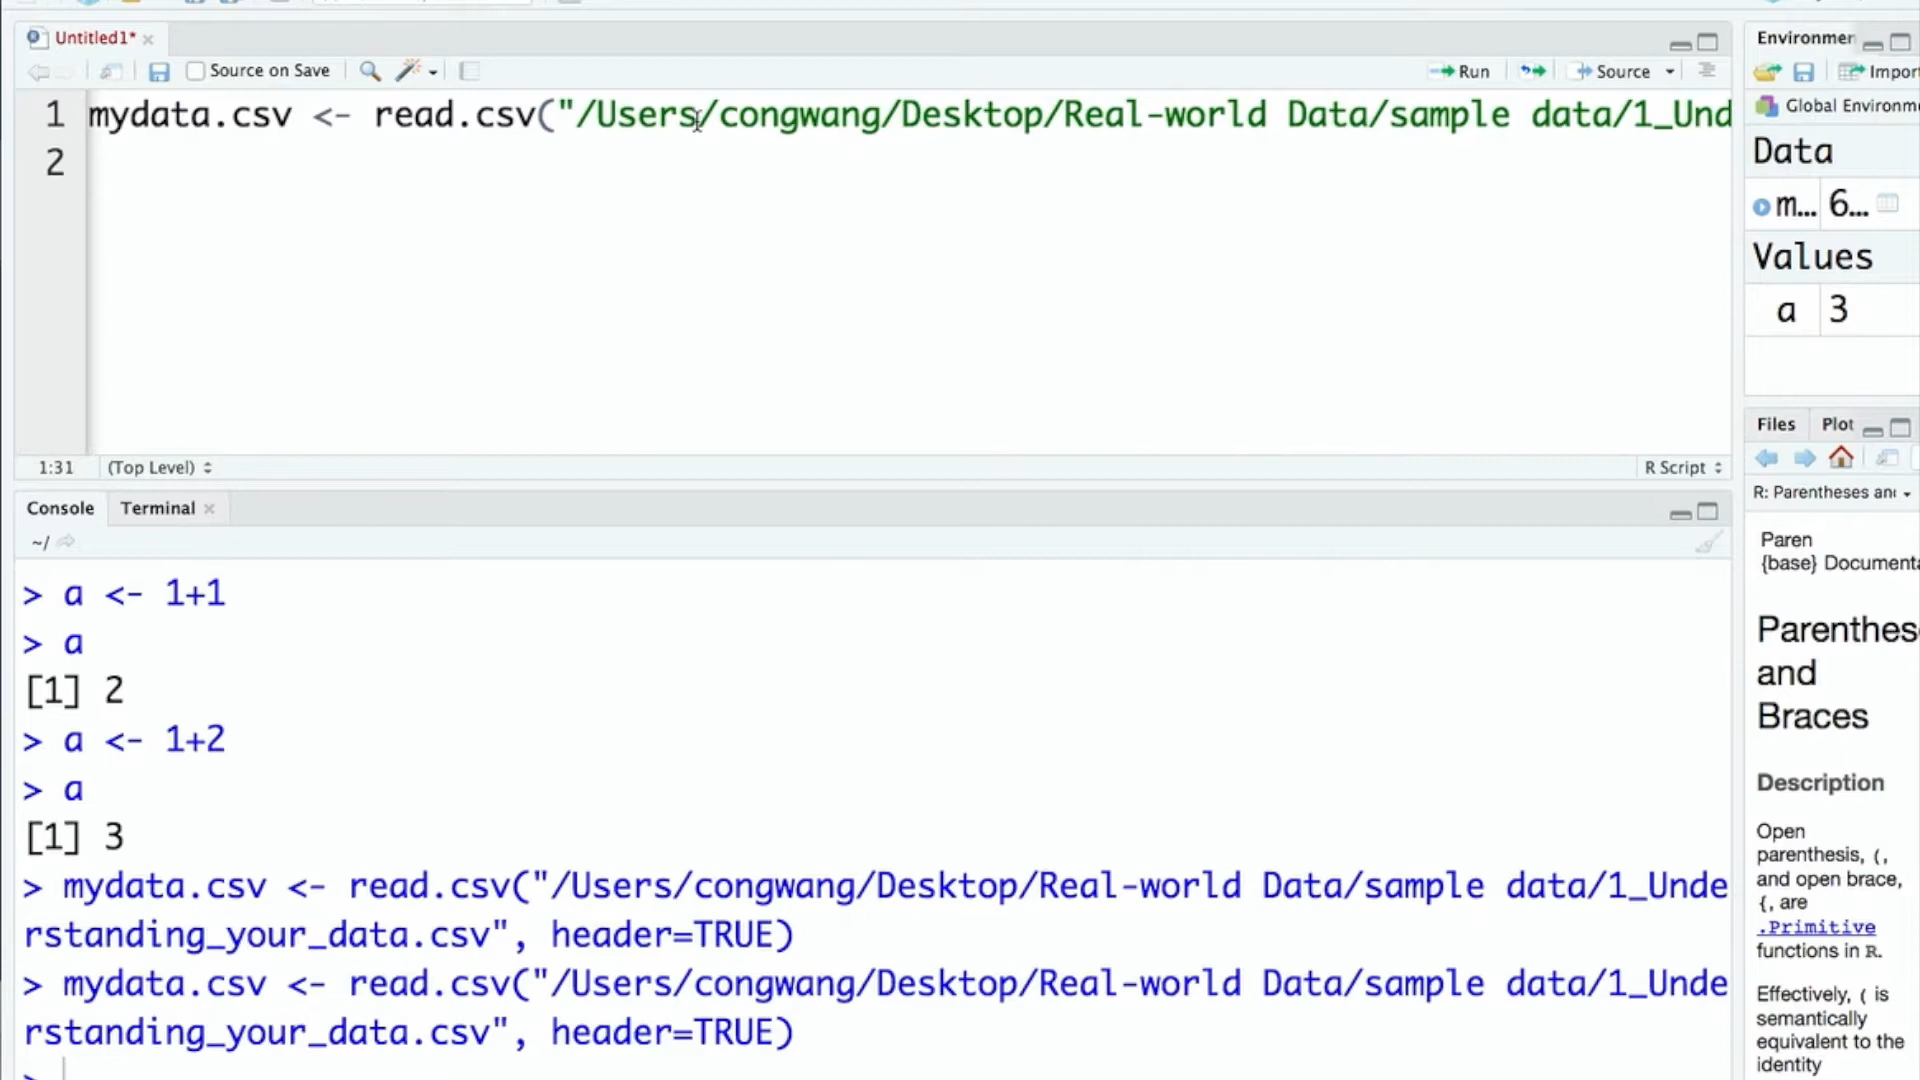 Untitled1*
Source on Save
Run
Source
1 mydata.csv <- read.csv("/Users/congwang/Desktop/Real-world Data/sample data/1_Und
2
1:31 (Top Level)
R Script
Console Terminal
~/
> a <- 1+1
> a
[1] 2
> a <- 1+2
> a
[1] 3
> mydata.csv <- read.csv("/Users/congwang/Desktop/Real-world Data/sample data/1_Unde
rstanding_your_data.csv", header=TRUE)
> mydata.csv <- read.csv("/Users/congwang/Desktop/Real-world Data/sample data/1_Unde
rstanding_your_data.csv", header=TRUE)
>
Environmen
Import
Global Environme
Data
m... 6...
Values
a 3
Files Plot
R: Parentheses an
Paren
{base} Documenta
Parenthes
and
Braces
Description
Open
parenthesis, (,
and open brace,
{, are
.Primitive
functions in R.
Effectively, ( is
semantically
equivalent to the
identity